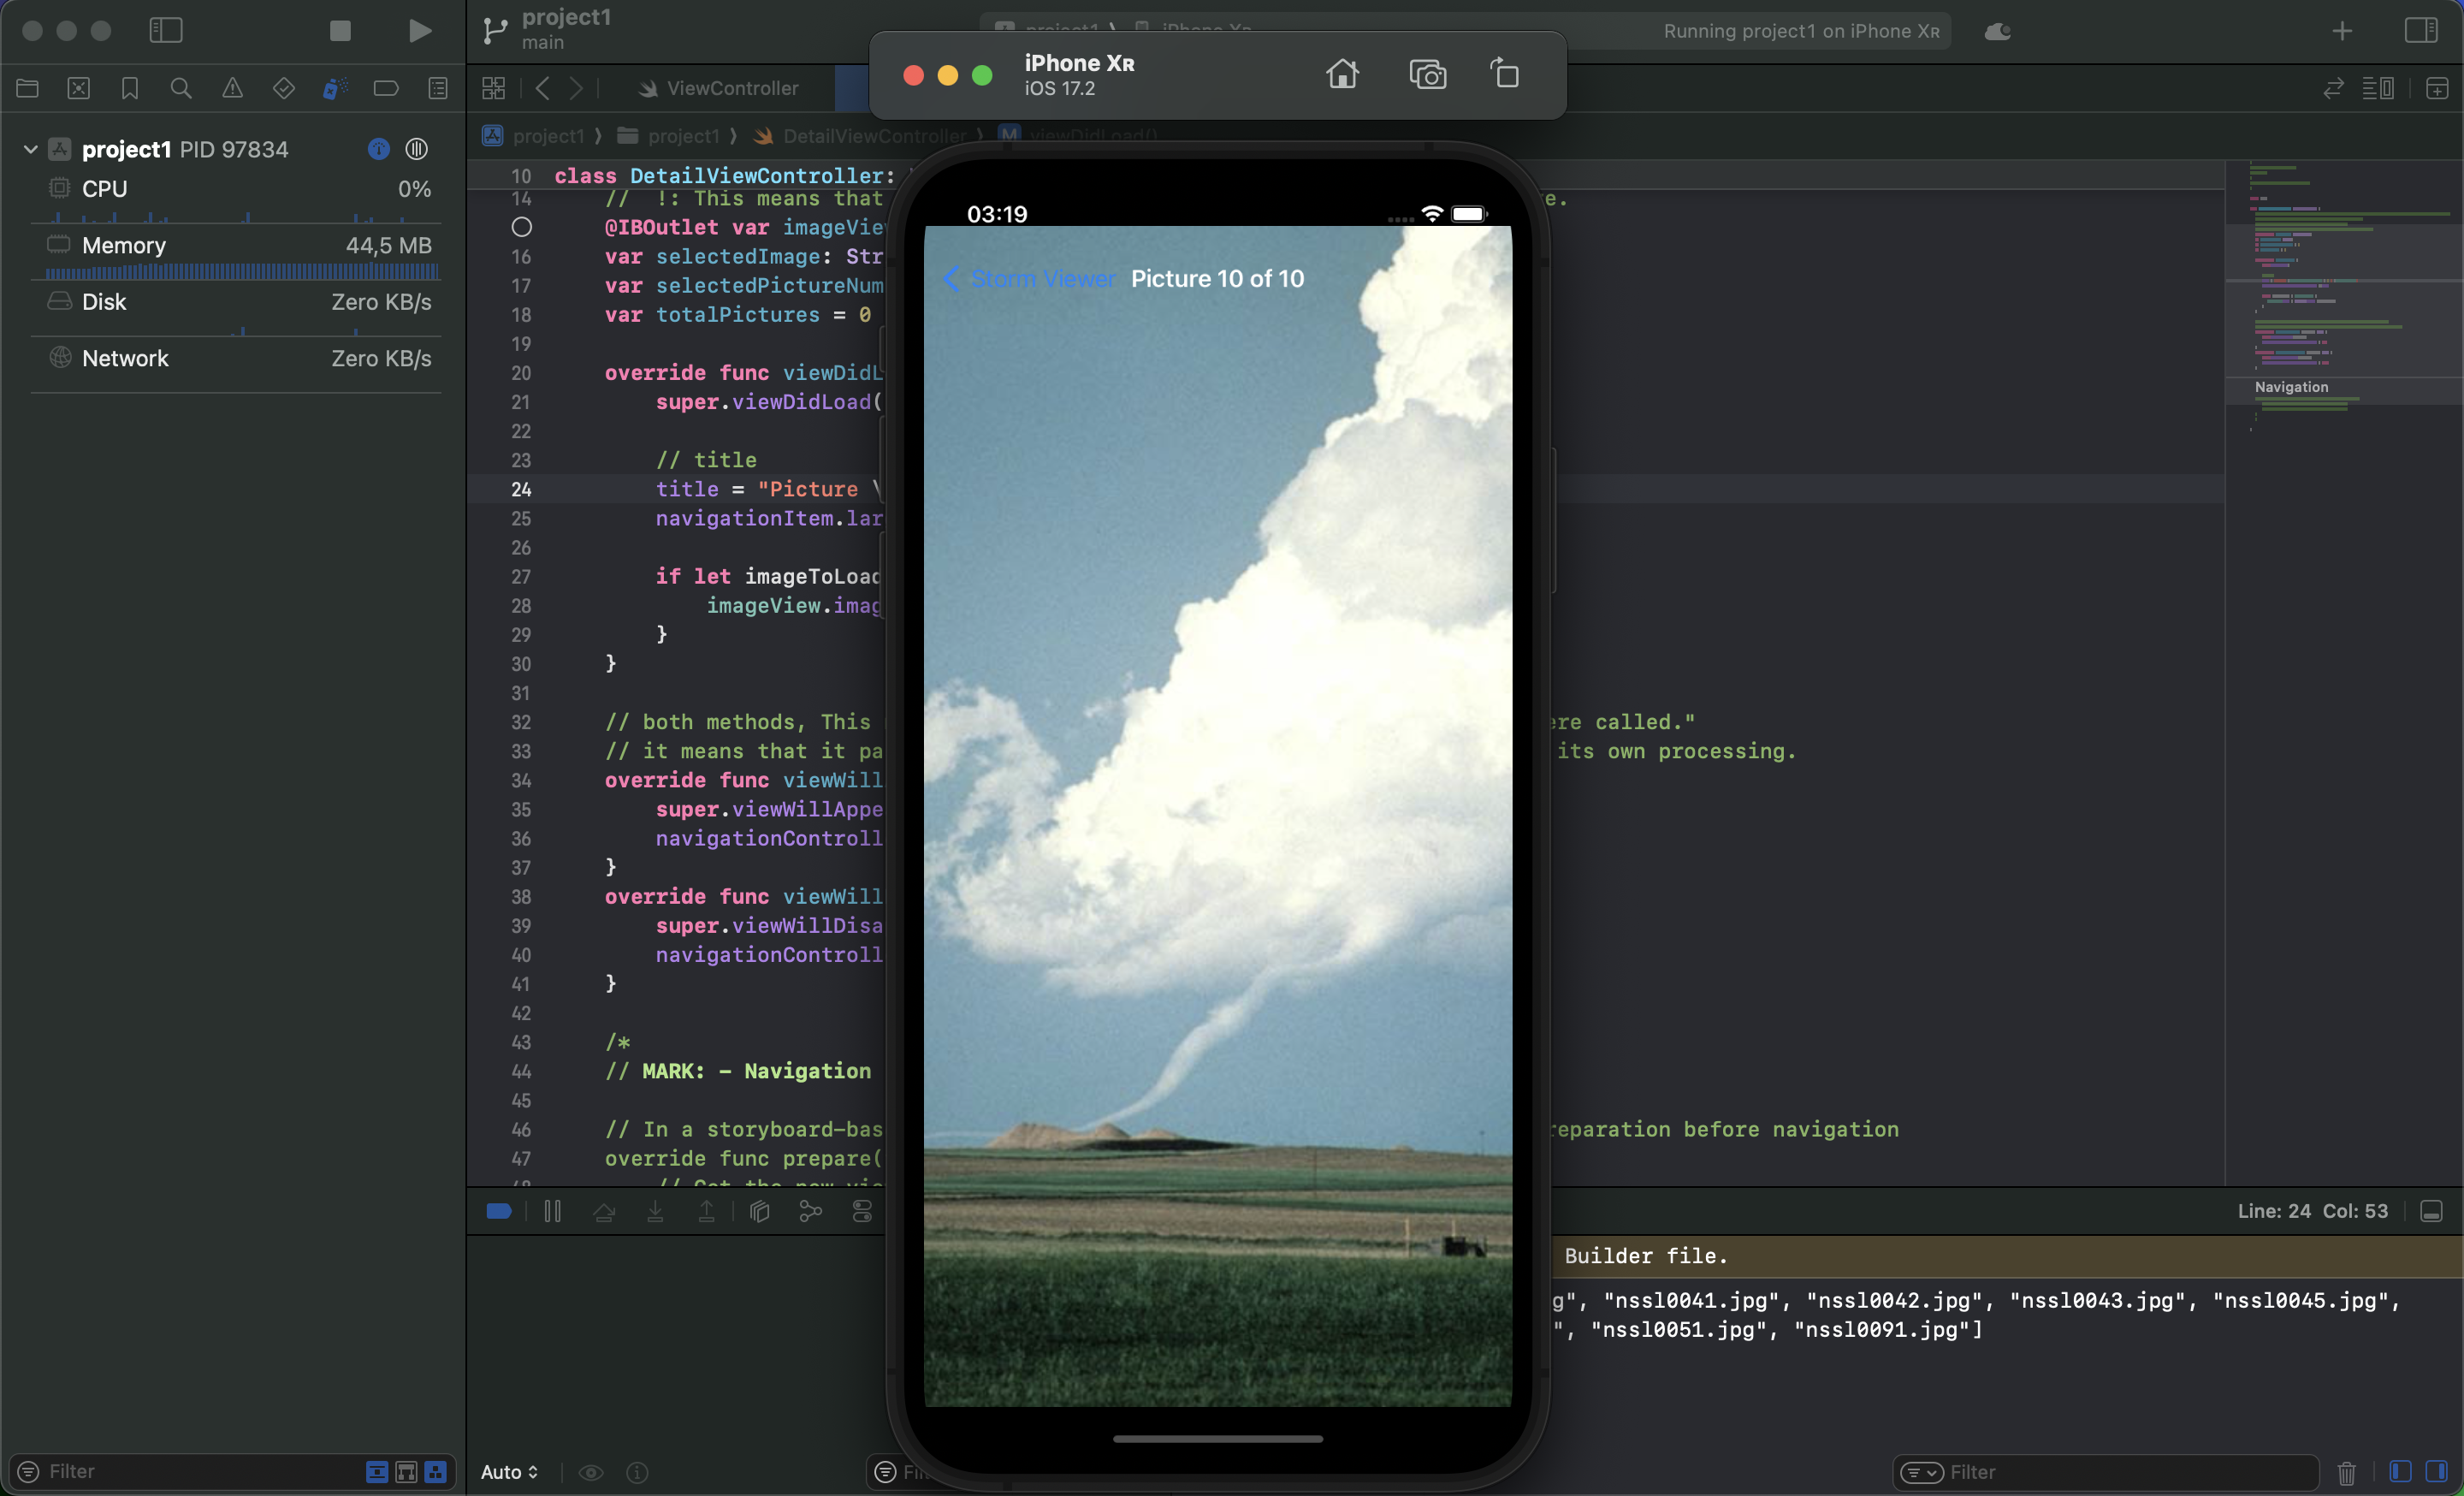 project1
main
Running project1 on iPhone XR
iPhone XR
iOS 17.2
ViewController
project1 PID 97834
CPU 0%
Memory 44,5 MB
Disk Zero KB/s
Network Zero KB/s
Filter
project1 project1 DetailViewController M viewDidLoad()
10 class DetailViewController:
14 // !: This means that e.
@IBOutlet var imageVie
16 var selectedImage: Str
17 var selectedPictureNum
18 var totalPictures = 0
19
20 override func viewDidL
21 super.viewDidLoad(
22
23 // title
24 title = "Picture \
25 navigationItem.lar
26
27 if let imageToLoad
28 imageView.imag
29 }
30 }
31
32 // both methods, This ere called."
33 // it means that it pa its own processing.
34 override func viewWill
35 super.viewWillAppe
36 navigationControll
37 }
38 override func viewWill
39 super.viewWillDisa
40 navigationControll
41 }
42
43 /*
44 // MARK: - Navigation
45
46 // In a storyboard-bas reparation before navigation
47 override func prepare(
03:19
Storm Viewer Picture 10 of 10
Navigation
Line: 24 Col: 53
Builder file.
g", "nssl0041.jpg", "nssl0042.jpg", "nssl0043.jpg", "nssl0045.jpg",
", "nssl0051.jpg", "nssl0091.jpg"]
Auto
Filter